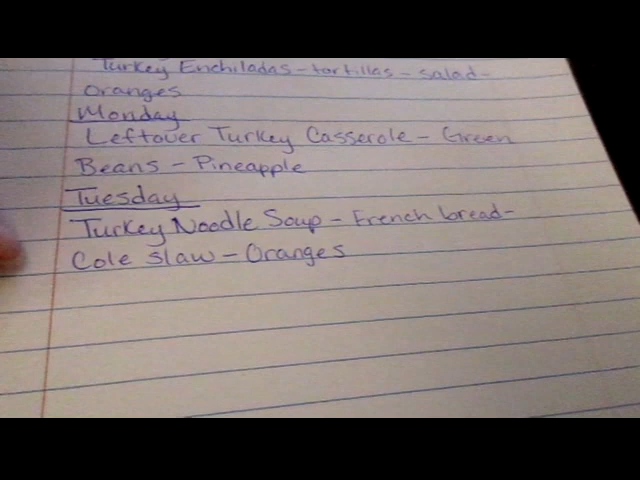 Turkey Enchiladas - tortillas - salad -
oranges
Monday
Leftover Turkey Casserole - Green
Beans - Pineapple
Tuesday
Turkey Noodle Soup - French bread -
Cole slaw - Oranges